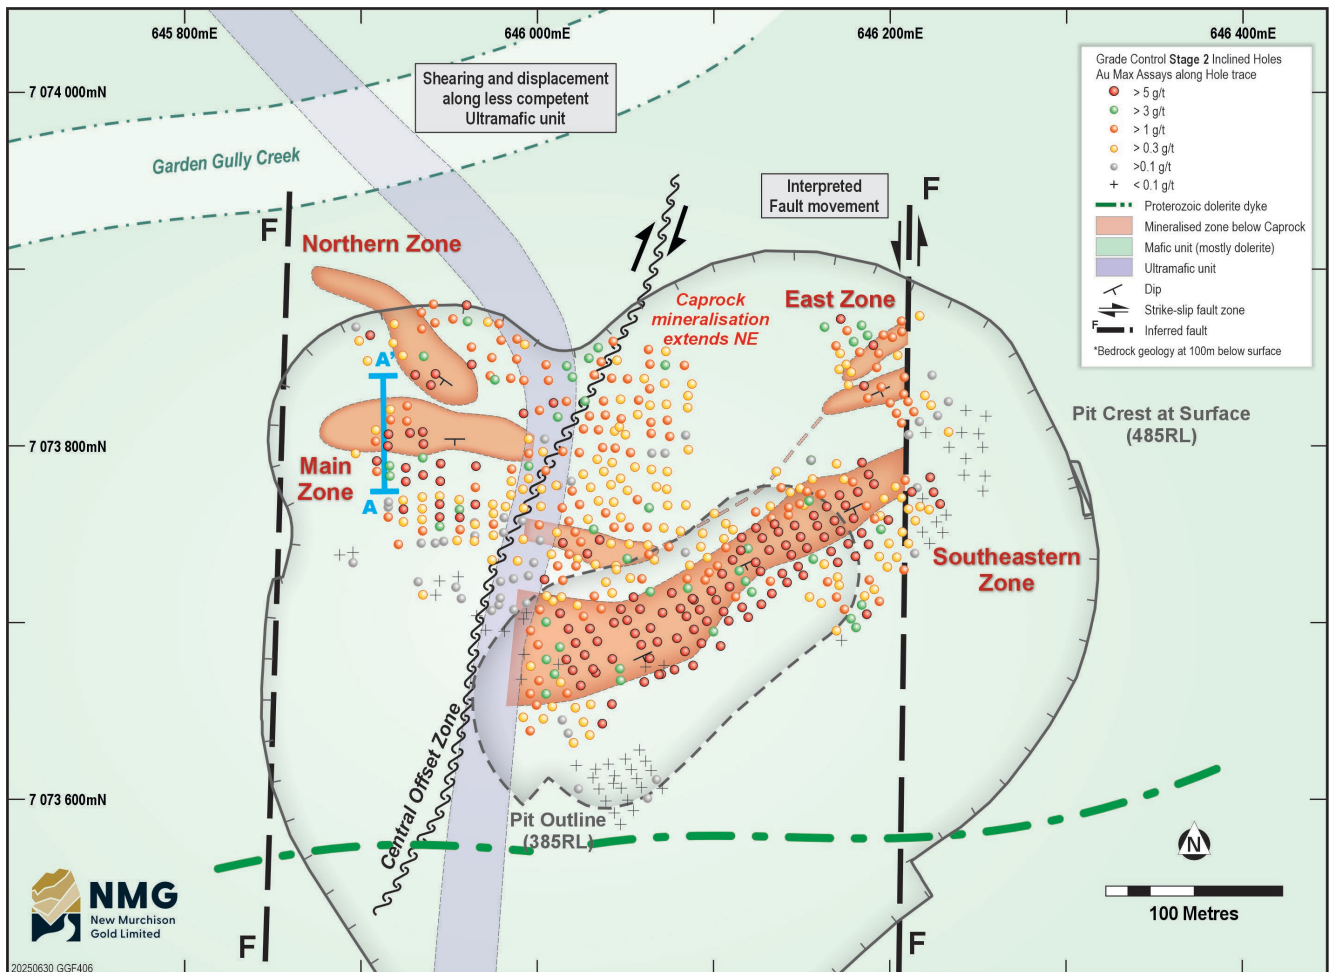 645 800mE
646 000mE
646 200mE
646 400mE
7 074 000mN
7 073 800mN
7 073 600mN
Shearing and displacement
along less competent
Ultramafic unit
Garden Gully Creek
Interpreted
Fault movement
F
F
F
F
Northern Zone
Caprock
mineralisation
extends NE
East Zone
A'
A
Main
Zone
Pit Crest at Surface
(485RL)
Southeastern
Zone
Central Offset Zone
Pit Outline
(385RL)
Grade Control Stage 2 Inclined Holes
Au Max Assays along Hole trace
> 5 g/t
> 3 g/t
> 1 g/t
> 0.3 g/t
>0.1 g/t
< 0.1 g/t
Proterozoic dolerite dyke
Mineralised zone below Caprock
Mafic unit (mostly dolerite)
Ultramafic unit
Dip
Strike-slip fault zone
F Inferred fault
*Bedrock geology at 100m below surface
N
100 Metres
NMG
New Murchison
Gold Limited
20250630 GGF406